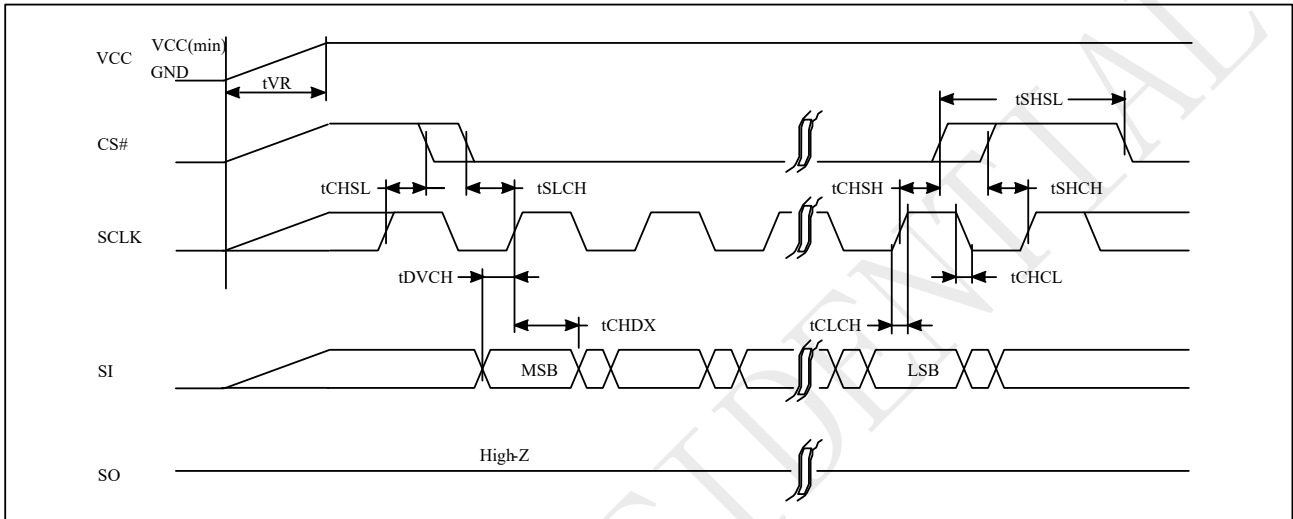 VCC VCC(min)
GND
tVR
tSHSL
CS#
tCHSL tSLCH tCHSH tSHCH
SCLK
tDVCH tCHCL
tCHDX tCLCH
SI MSB LSB
High-Z
SO
SIDENTIAL